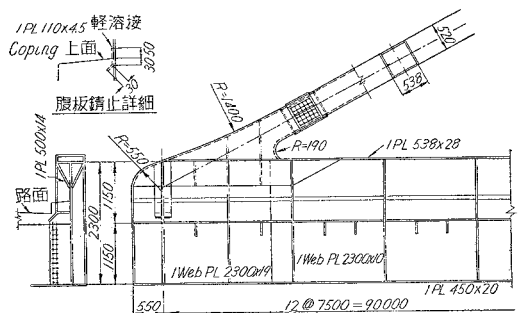 1PL 110x4.5 軽溶接
Coping 上面
30 50
30
腹板錆止詳細
520
538
R=1400
R=550
R=190
1PL 538x28
1PL 500x14
路面
2300
1150
1150
1Web PL 2300x19
1Web PL 2300x10
1PL 450x20
550
12 @ 7500 = 90000